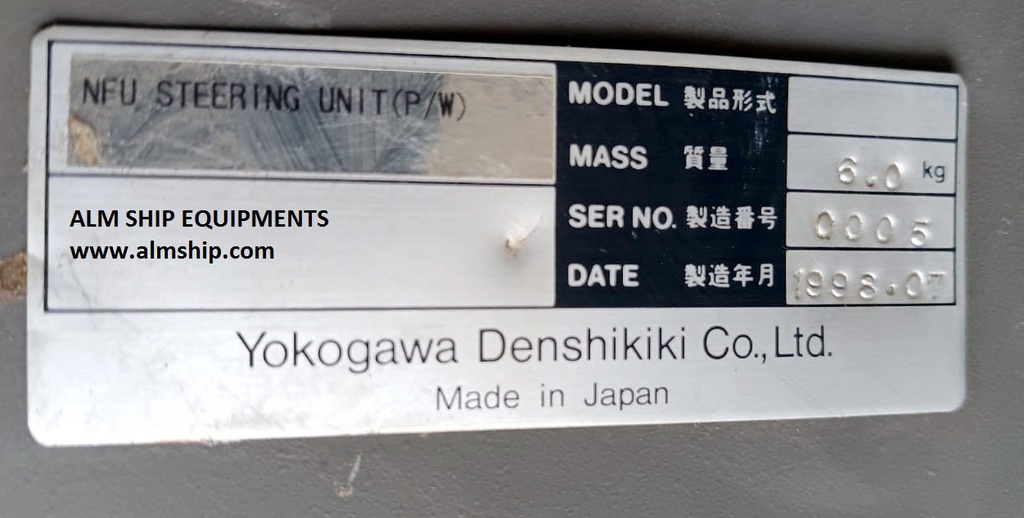 NFU STEERING UNIT(P/W)
MODEL 製品形式
MASS 質量 6.0 kg
SER NO. 製造番号 0005
DATE 製造年月 1998.07
ALM SHIP EQUIPMENTS
www.almship.com
Yokogawa Denshikiki Co.,Ltd.
Made in Japan